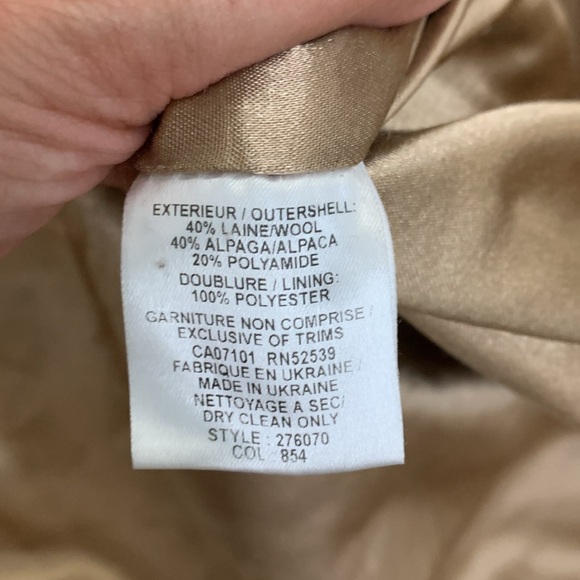 EXTERIEUR / OUTERSHELL:
40% LAINE/WOOL
40% ALPAGA/ALPACA
20% POLYAMIDE
DOUBLURE / LINING:
100% POLYESTER
GARNITURE NON COMPRISE /
EXCLUSIVE OF TRIMS
CA07101 RN52539
FABRIQUE EN UKRAINE /
MADE IN UKRAINE
NETTOYAGE A SEC/
DRY CLEAN ONLY
STYLE : 276070
COL : 854